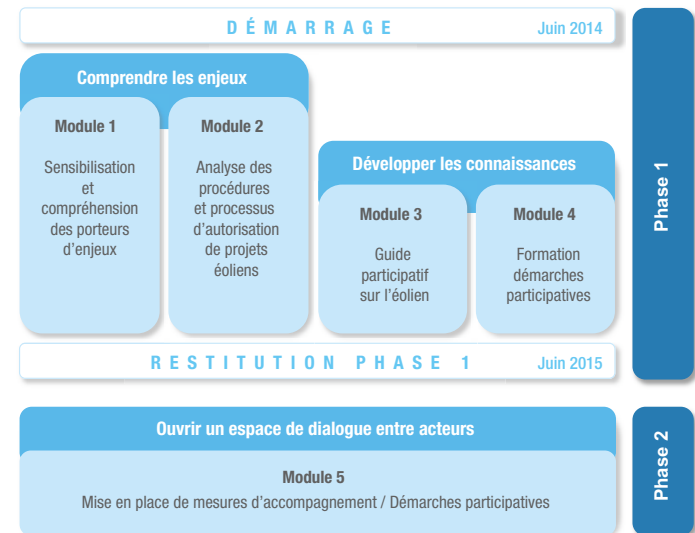 DÉMARRAGE Juin 2014
Comprendre les enjeux
Module 1
Sensibilisation
et
compréhension
des porteurs
d'enjeux
Module 2
Analyse des
procédures
et processus
d'autorisation
de projets
éoliens
Développer les connaissances
Module 3
Guide
participatif
sur l'éolien
Module 4
Formation
démarches
participatives
RESTITUTION PHASE 1 Juin 2015
Phase 1
Ouvrir un espace de dialogue entre acteurs
Module 5
Mise en place de mesures d'accompagnement / Démarches participatives
Phase 2